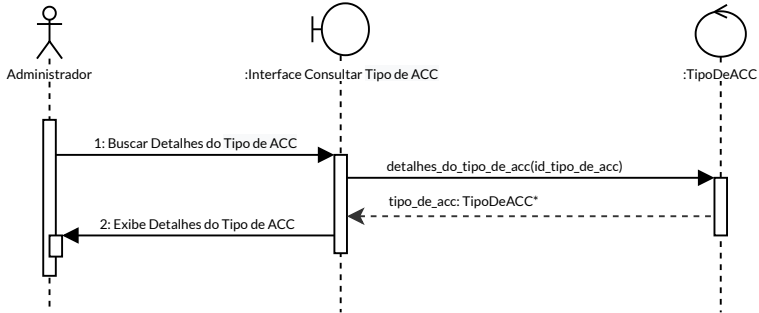 Administrador
:Interface Consultar Tipo de ACC
:TipoDeACC
1: Buscar Detalhes do Tipo de ACC
detalhes_do_tipo_de_acc(id_tipo_de_acc)
tipo_de_acc: TipoDeACC*
2: Exibe Detalhes do Tipo de ACC